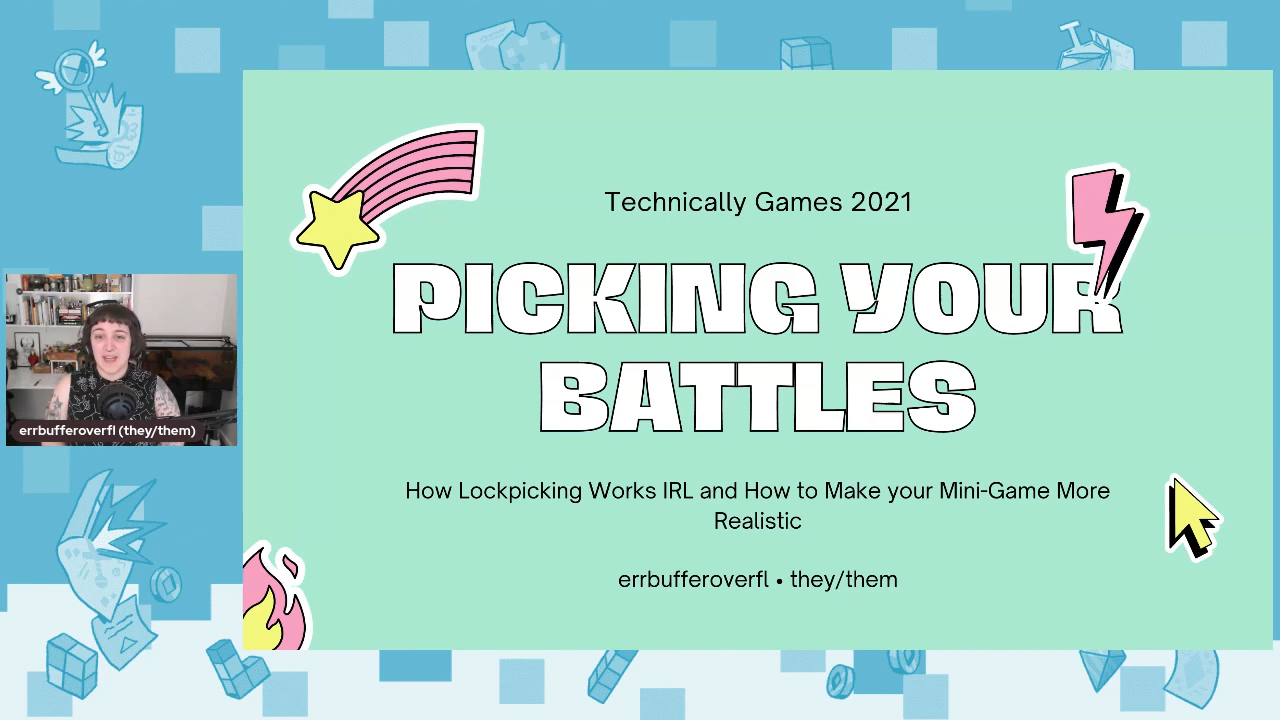 Technically Games 2021
PICKING YOUR
BATTLES
How Lockpicking Works IRL and How to Make your Mini-Game More
Realistic
errbufferoverfl • they/them
errbufferoverfl (they/them)